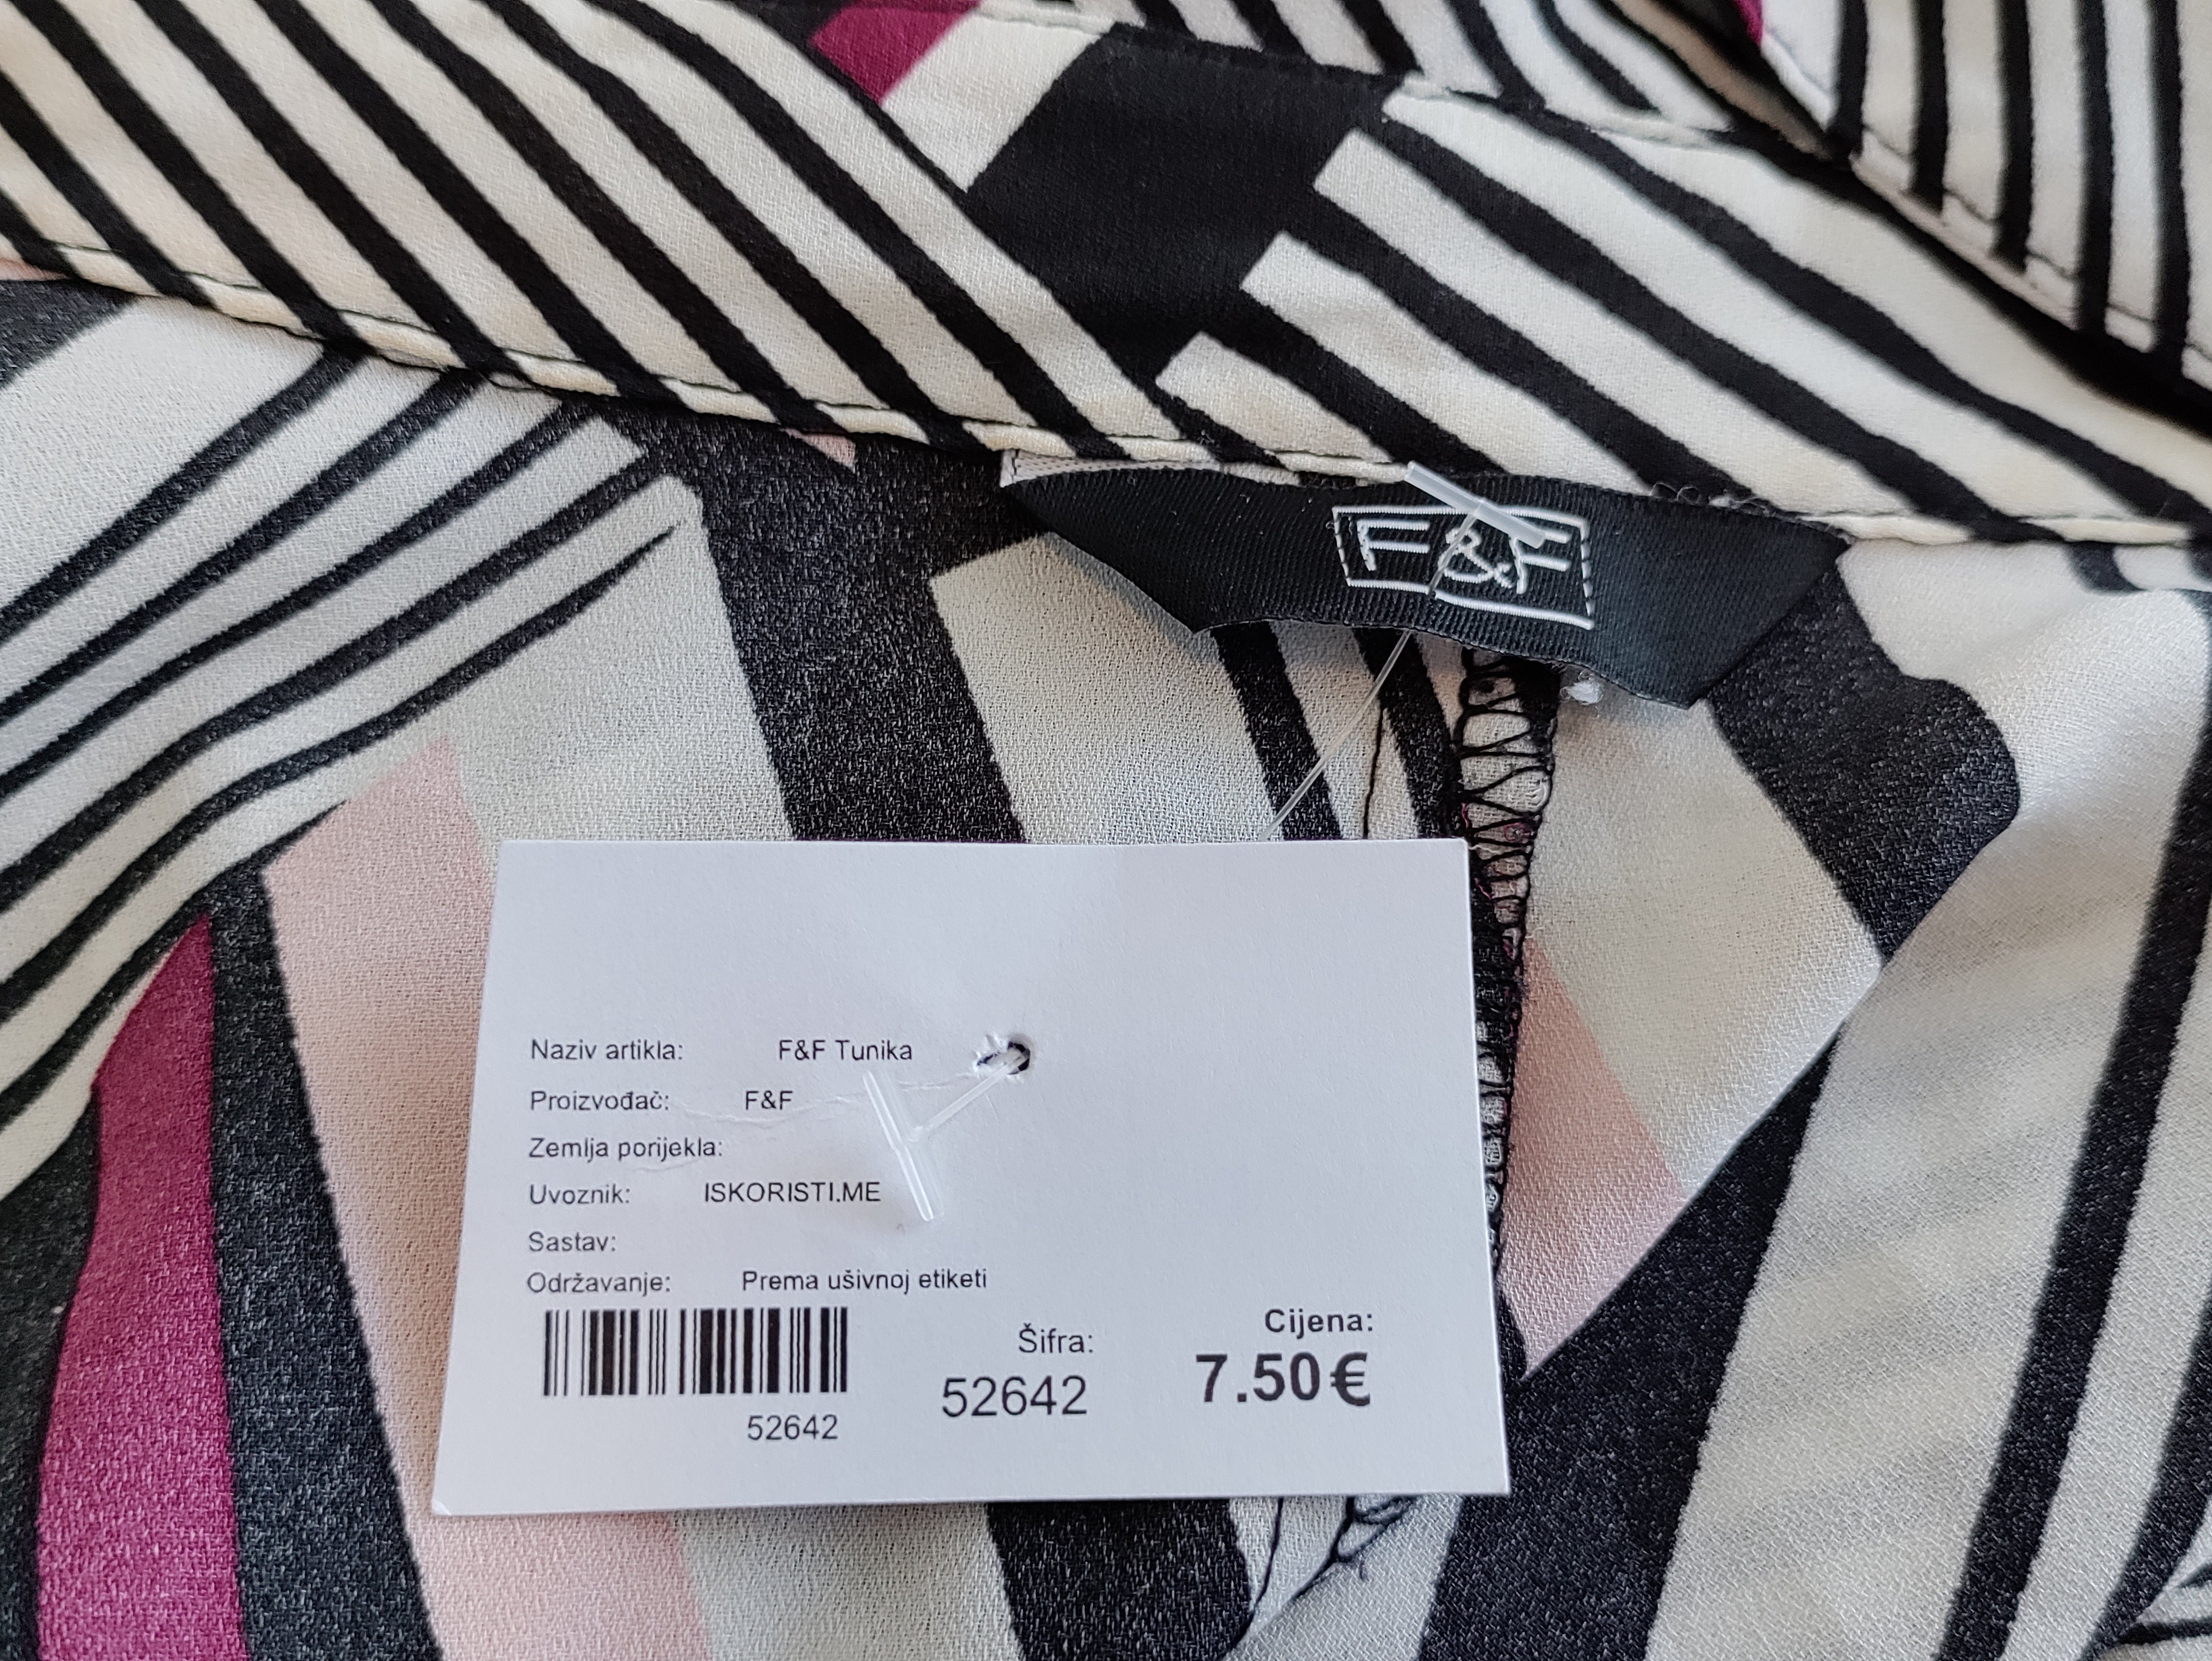 F&F
Naziv artikla: F&F Tunika
Proizvođač: F&F
Zemlja porijekla:
Uvoznik: ISKORISTI.ME
Sastav:
Održavanje: Prema ušivnoj etiketi
52642
Šifra:
52642
Cijena:
7.50€